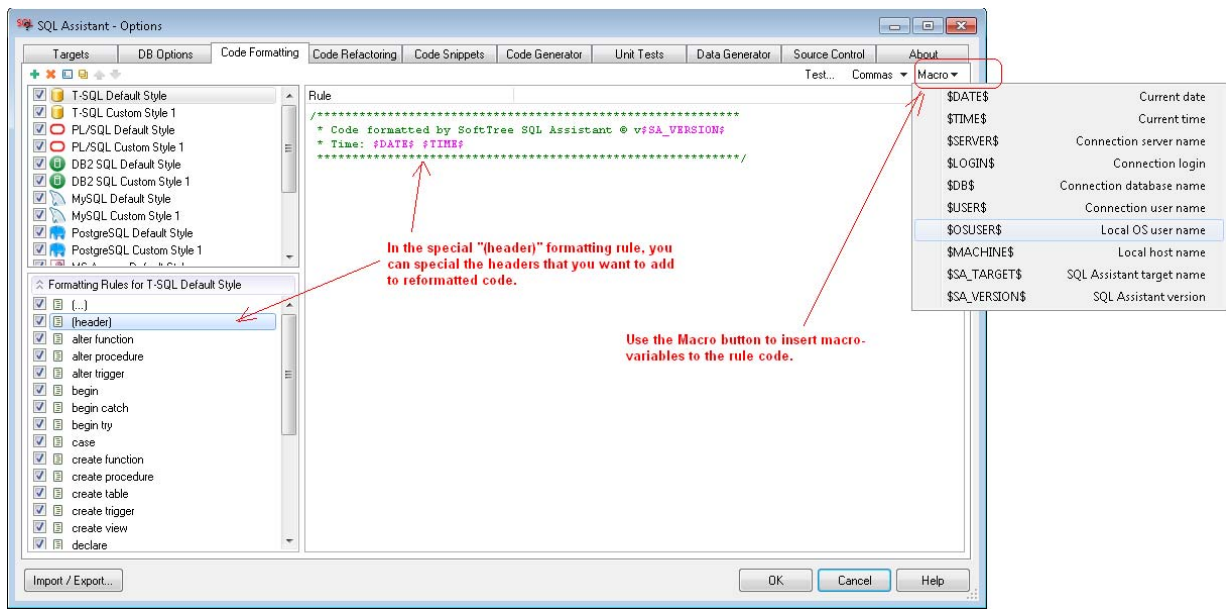 SQL Assistant - Options
Targets DB Options Code Formatting Code Refactoring Code Snippets Code Generator Unit Tests Data Generator Source Control About
Test... Commas Macro
T-SQL Default Style
T-SQL Custom Style 1
PL/SQL Default Style
PL/SQL Custom Style 1
DB2 SQL Default Style
DB2 SQL Custom Style 1
MySQL Default Style
MySQL Custom Style 1
PostgreSQL Default Style
PostgreSQL Custom Style 1
Formatting Rules for T-SQL Default Style
(...)
(header)
alter function
alter procedure
alter trigger
begin
begin catch
begin try
case
create function
create procedure
create table
create trigger
create view
declare
Rule
/***********************************************************
* Code formatted by SoftTree SQL Assistant © v$SA_VERSION$
* Time: $DATE$ $TIME$
************************************************************/
In the special "(header)" formatting rule, you
can special the headers that you want to add
to reformatted code.
Use the Macro button to insert macro-
variables to the rule code.
$DATE$ Current date
$TIME$ Current time
$SERVER$ Connection server name
$LOGIN$ Connection login
$DB$ Connection database name
$USER$ Connection user name
$OSUSER$ Local OS user name
$MACHINE$ Local host name
$SA_TARGET$ SQL Assistant target name
$SA_VERSION$ SQL Assistant version
Import / Export... OK Cancel Help